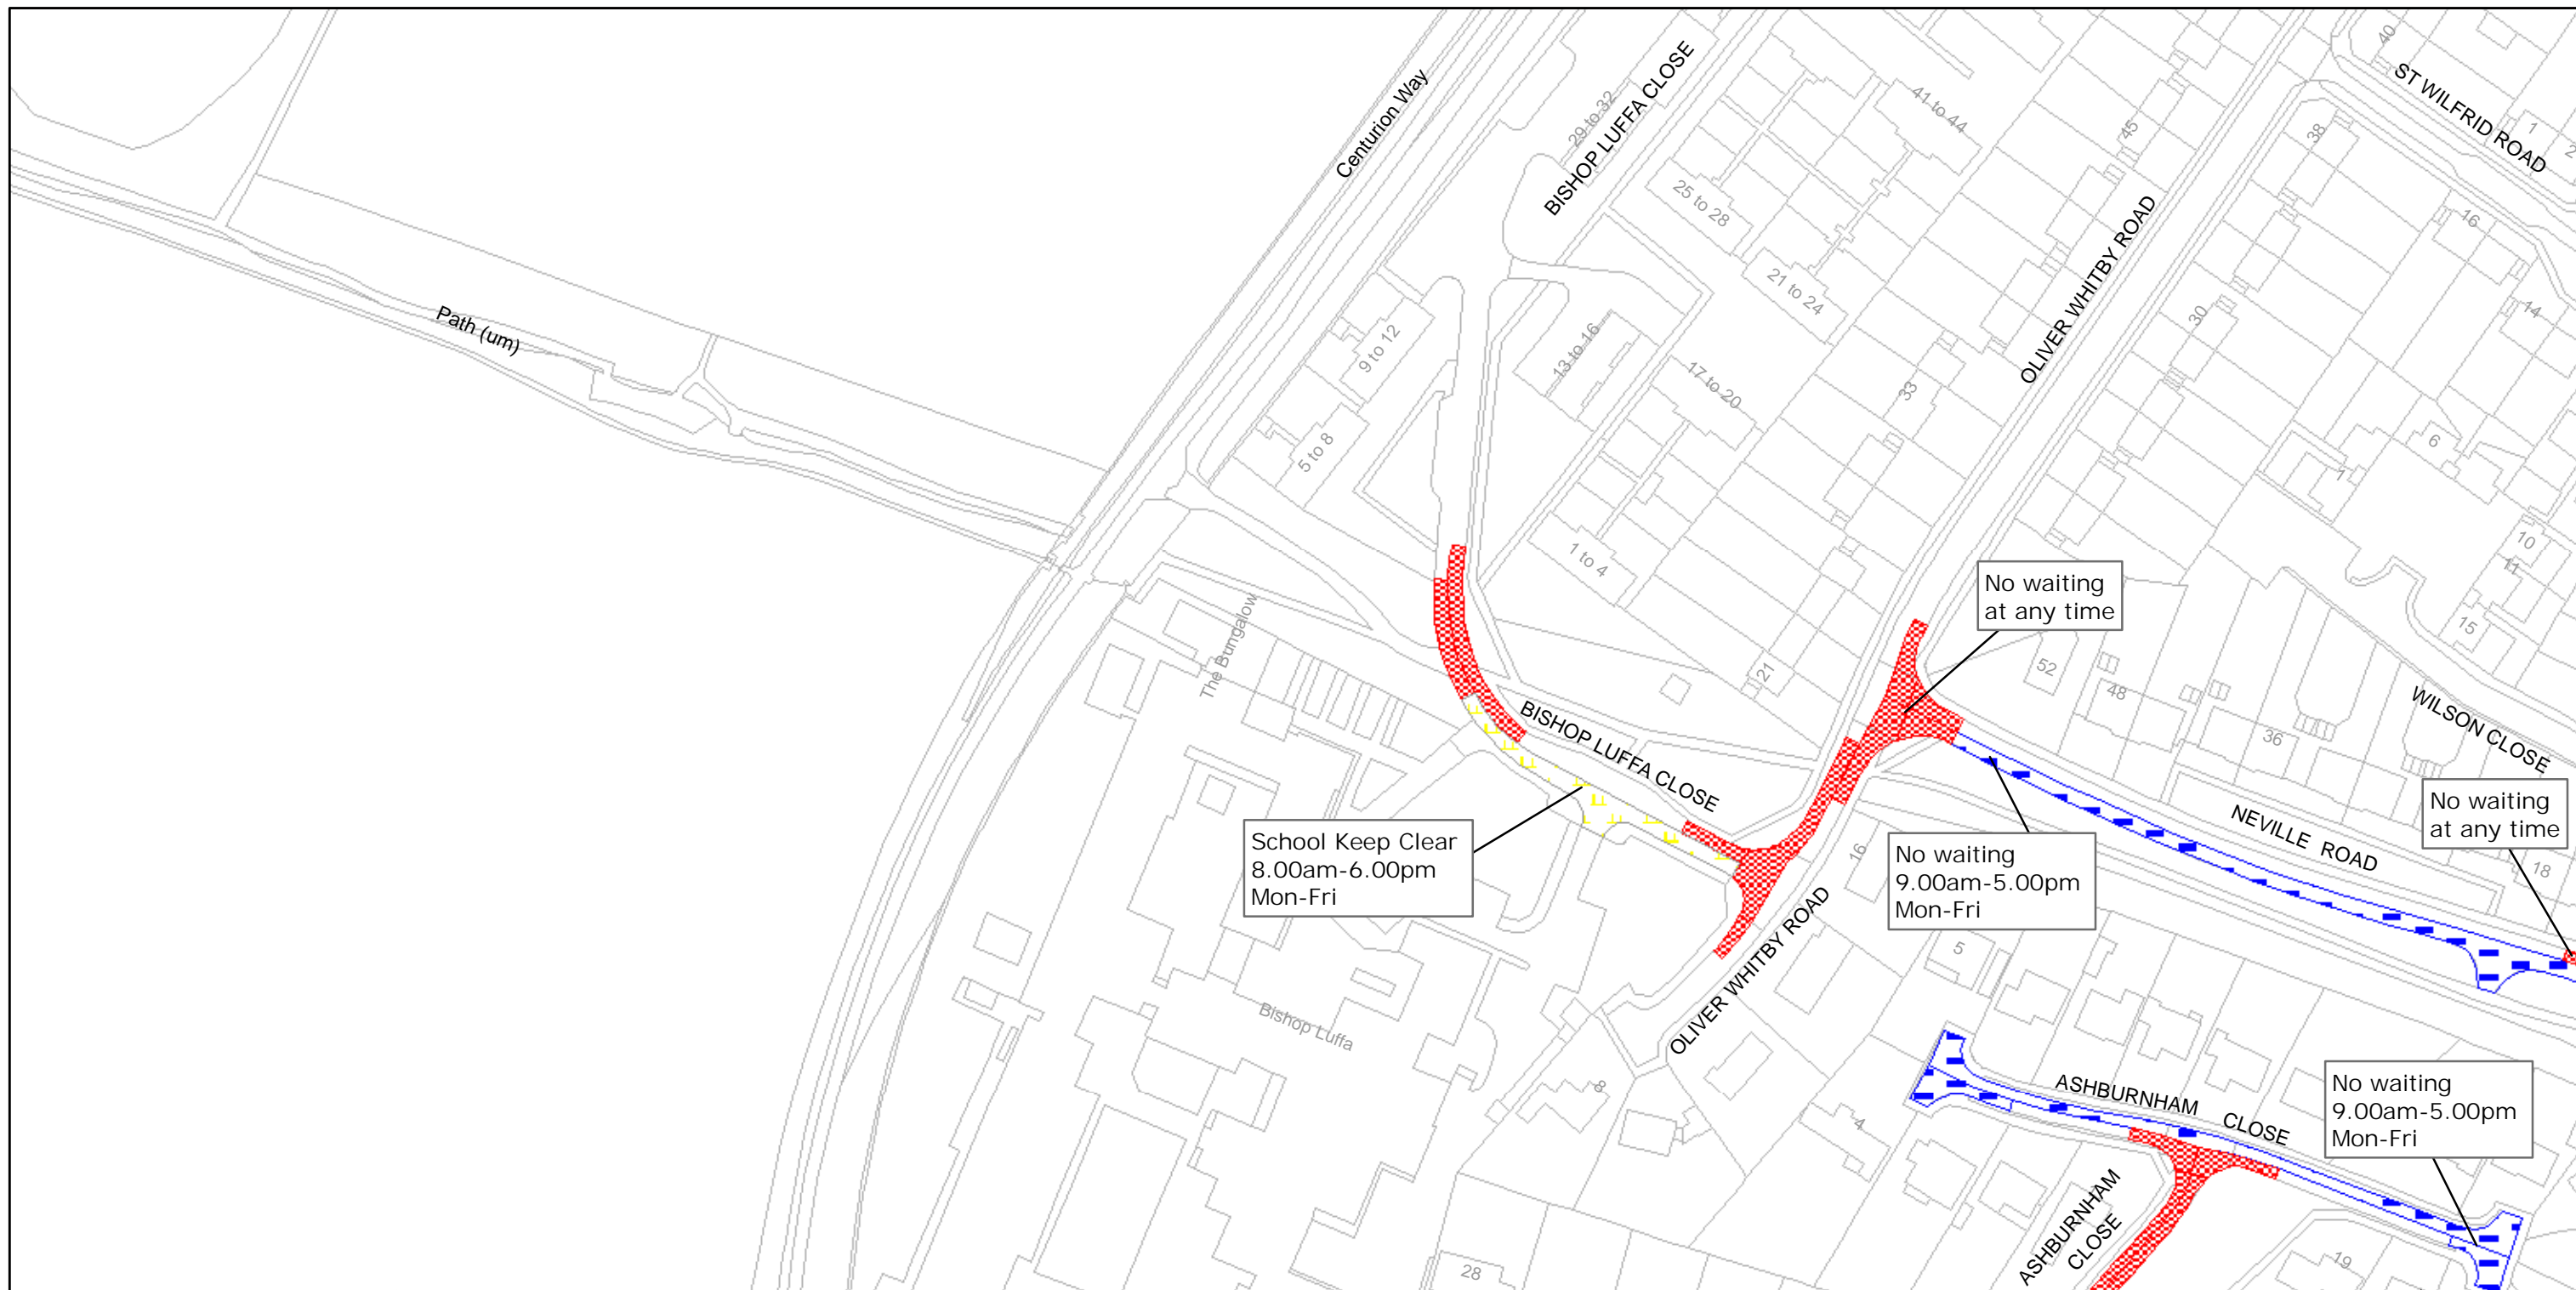 Centurion Way
BISHOP LUFFA CLOSE
29 to 32
41 to 44
45
40
ST WILFRID ROAD
1
2
38
25 to 28
21 to 24
OLIVER WHITBY ROAD
16
14
30
Path (um)
9 to 12
13 to 16
17 to 20
33
5 to 8
6
1
10
11
1 to 4
15
No waiting
at any time
The Bungalow
21
52
48
36
WILSON CLOSE
BISHOP LUFFA CLOSE
NEVILLE ROAD
No waiting
at any time
18
School Keep Clear
8.00am-6.00pm
Mon-Fri
16
No waiting
9.00am-5.00pm
Mon-Fri
OLIVER WHITBY ROAD
5
Bishop Luffa
8
4
ASHBURNHAM CLOSE
No waiting
9.00am-5.00pm
Mon-Fri
ASHBURNHAM
CLOSE
28
19